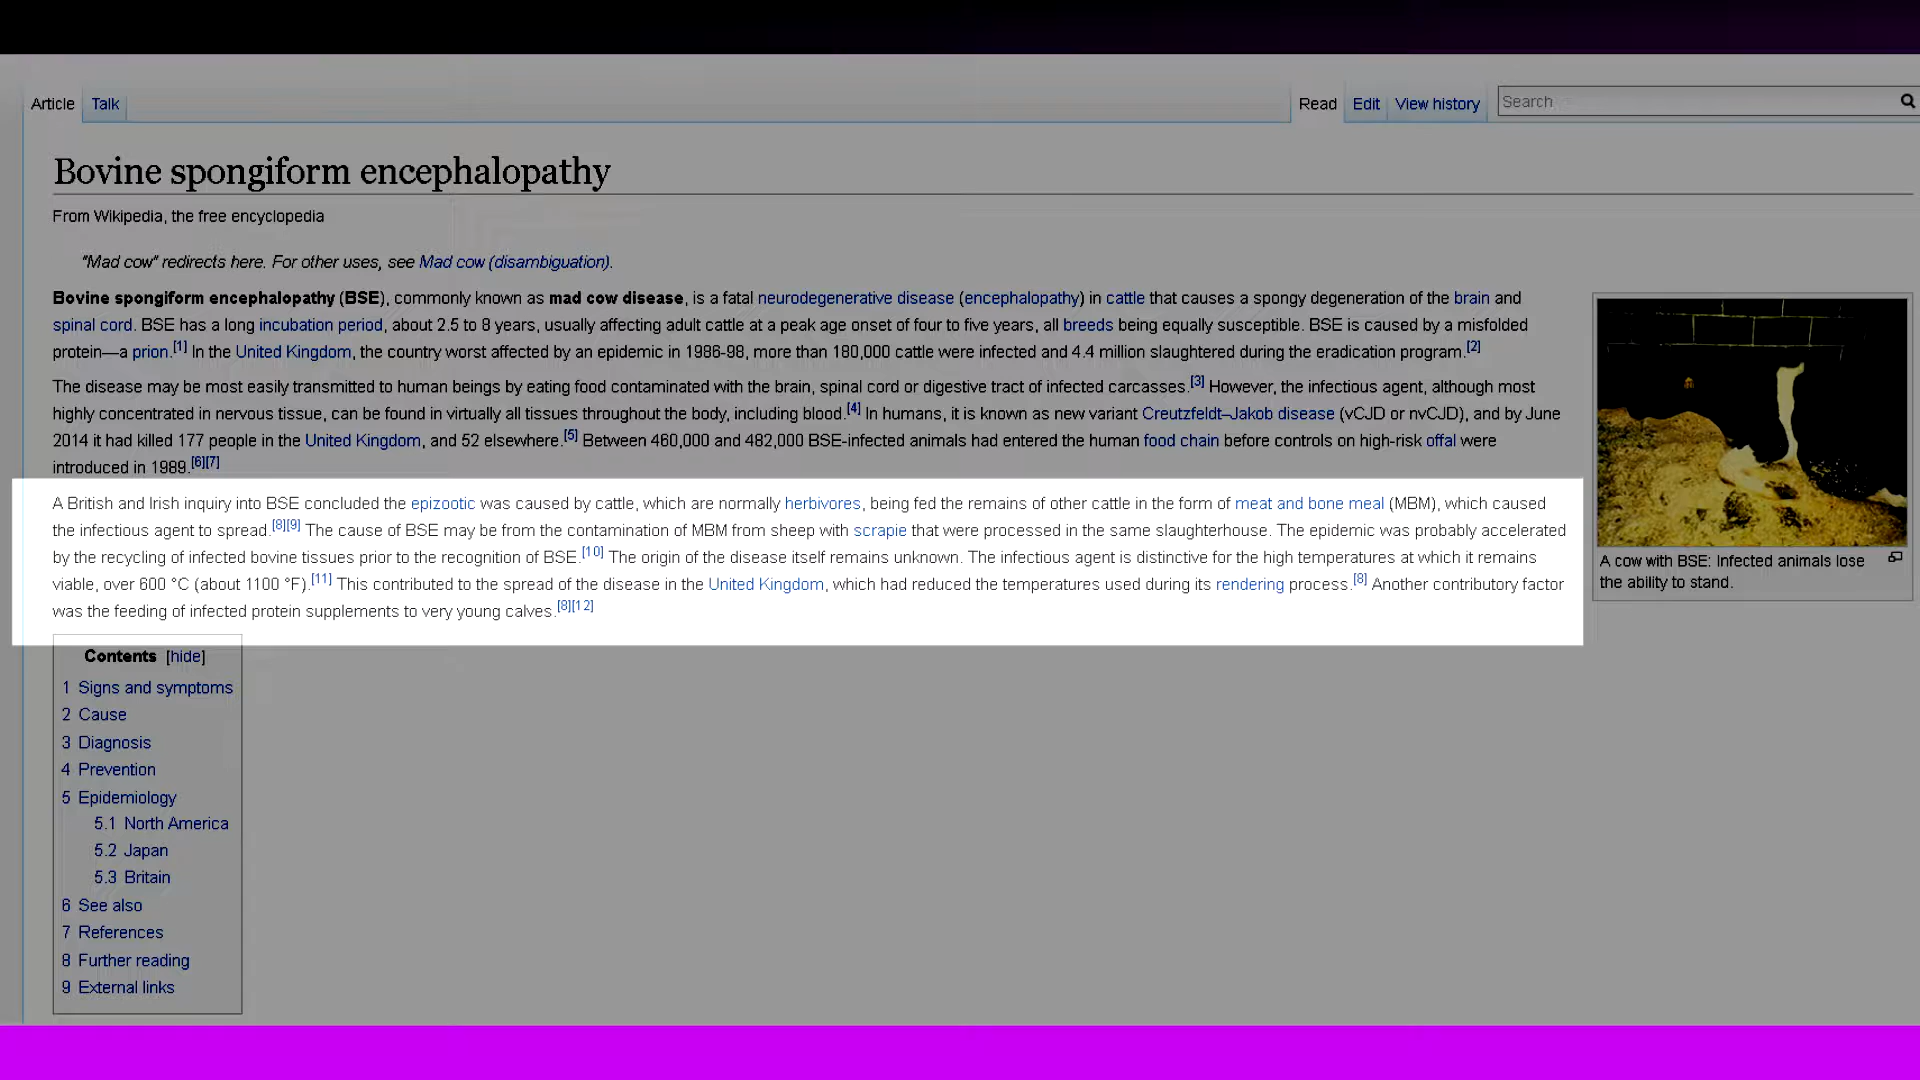 Article Talk Read Edit View history Search
Bovine spongiform encephalopathy
From Wikipedia, the free encyclopedia
"Mad cow" redirects here. For other uses, see Mad cow (disambiguation).
Bovine spongiform encephalopathy (BSE), commonly known as mad cow disease, is a fatal neurodegenerative disease (encephalopathy) in cattle that causes a spongy degeneration of the brain and
spinal cord. BSE has a long incubation period, about 2.5 to 8 years, usually affecting adult cattle at a peak age onset of four to five years, all breeds being equally susceptible. BSE is caused by a misfolded
protein—a prion.[1] In the United Kingdom, the country worst affected by an epidemic in 1986-98, more than 180,000 cattle were infected and 4.4 million slaughtered during the eradication program.[2]
The disease may be most easily transmitted to human beings by eating food contaminated with the brain, spinal cord or digestive tract of infected carcasses.[3] However, the infectious agent, although most
highly concentrated in nervous tissue, can be found in virtually all tissues throughout the body, including blood.[4] In humans, it is known as new variant Creutzfeldt–Jakob disease (vCJD or nvCJD), and by June
2014 it had killed 177 people in the United Kingdom, and 52 elsewhere.[5] Between 460,000 and 482,000 BSE-infected animals had entered the human food chain before controls on high-risk offal were
introduced in 1989.[6][7]
A British and Irish inquiry into BSE concluded the epizootic was caused by cattle, which are normally herbivores, being fed the remains of other cattle in the form of meat and bone meal (MBM), which caused
the infectious agent to spread.[8][9] The cause of BSE may be from the contamination of MBM from sheep with scrapie that were processed in the same slaughterhouse. The epidemic was probably accelerated
by the recycling of infected bovine tissues prior to the recognition of BSE.[10] The origin of the disease itself remains unknown. The infectious agent is distinctive for the high temperatures at which it remains
viable, over 600 °C (about 1100 °F).[11] This contributed to the spread of the disease in the United Kingdom, which had reduced the temperatures used during its rendering process.[8] Another contributory factor
was the feeding of infected protein supplements to very young calves.[8][12]
A cow with BSE: Infected animals lose
the ability to stand.
Contents [hide]
1 Signs and symptoms
2 Cause
3 Diagnosis
4 Prevention
5 Epidemiology
5.1 North America
5.2 Japan
5.3 Britain
6 See also
7 References
8 Further reading
9 External links